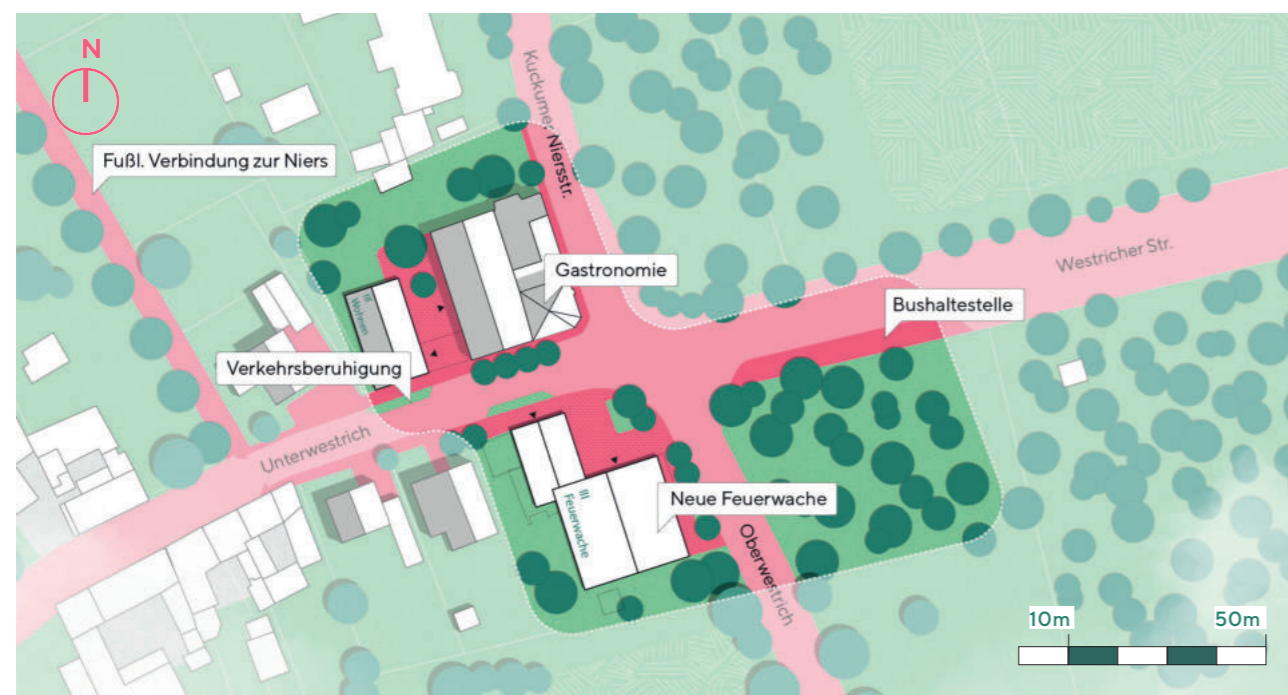 N
Kuckumer Niersstr.
Fußl. Verbindung zur Niers
Westricher Str.
Gastronomie
III
Wohnen
Bushaltestelle
Verkehrsberuhigung
Unterwestrich
III
Feuerwache
Neue Feuerwache
Oberwestrich
10m
50m